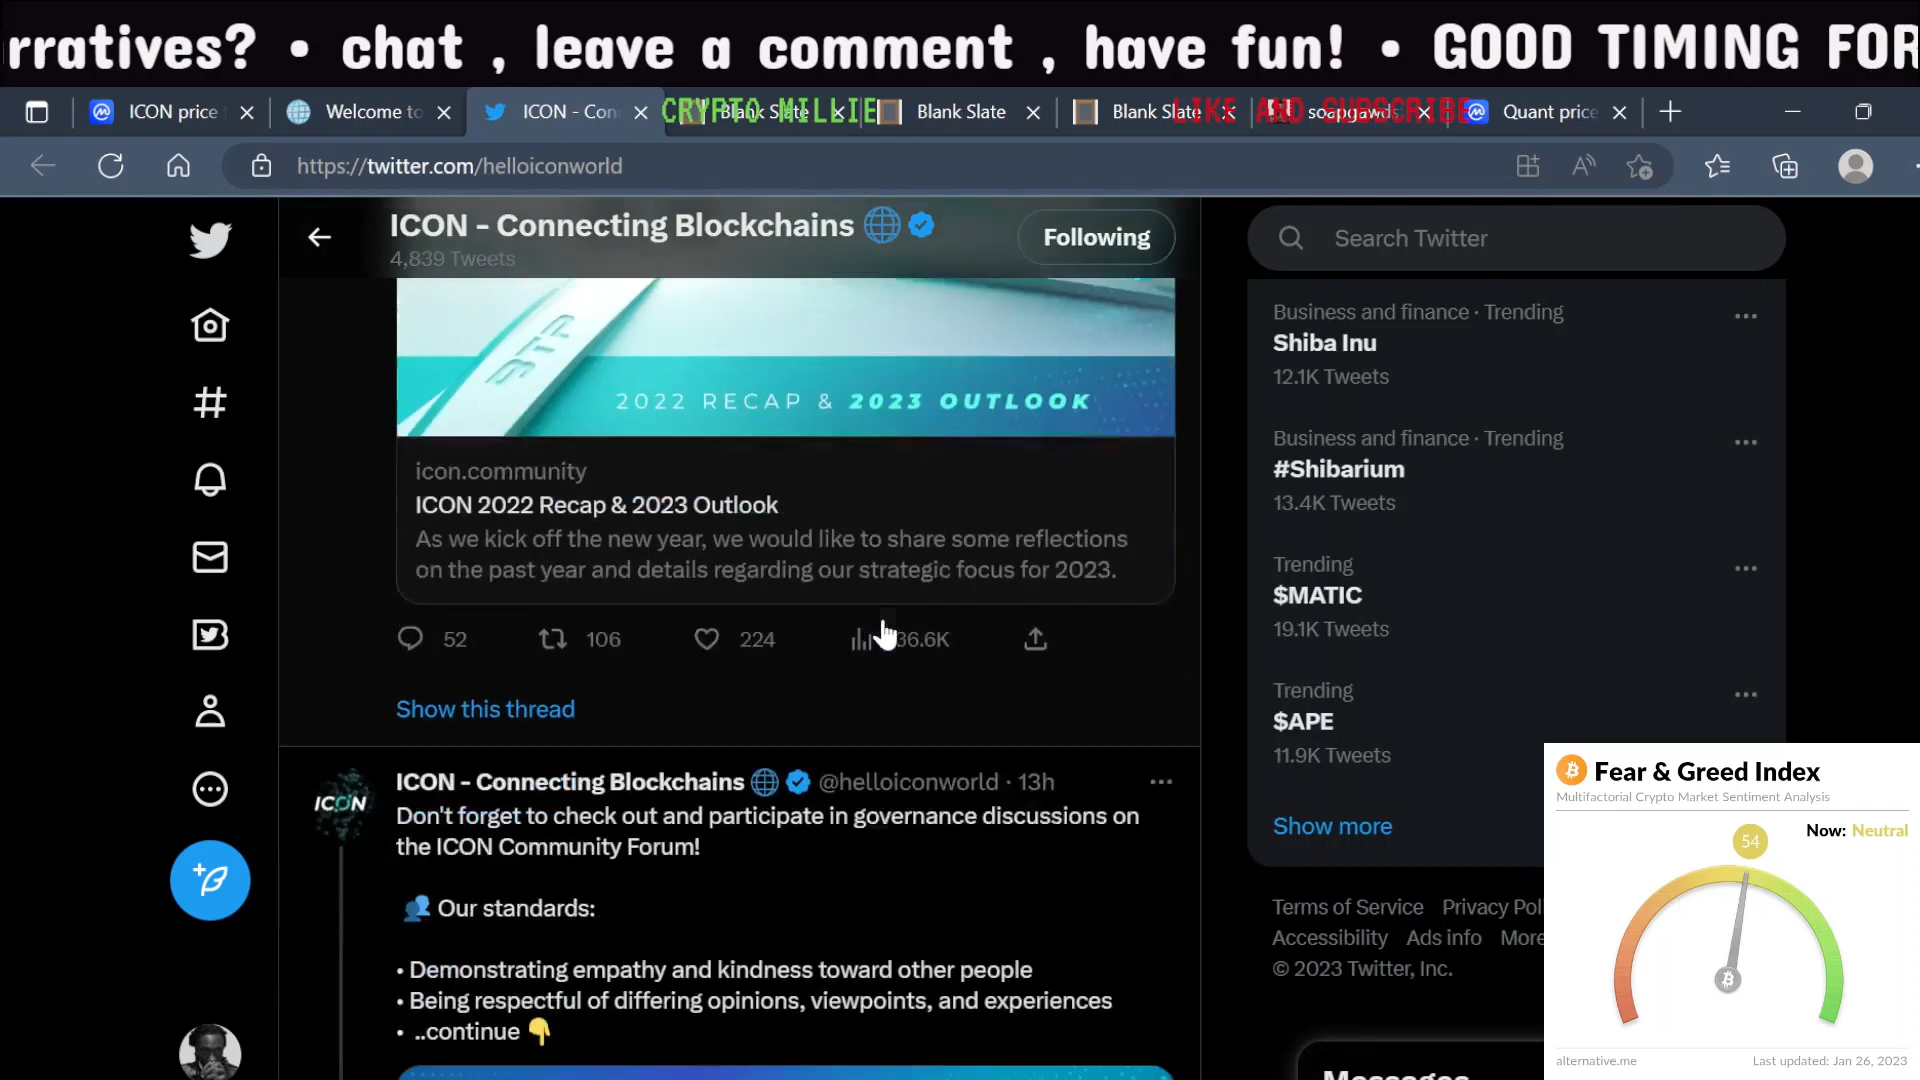 rratives? • chat , leave a comment , have fun! • GOOD TIMING FOR
ICON price
Welcome to
ICON - Con
CRYPTO MILLIE
Blank Slate
Blank Slate
Blank Slate
LIKE AND SUBSCRIBE
soapgawds
Quant price
https://twitter.com/helloiconworld
ICON - Connecting Blockchains
4,839 Tweets
Following
Search Twitter
BTP
2022 RECAP & 2023 OUTLOOK
icon.community
ICON 2022 Recap & 2023 Outlook
As we kick off the new year, we would like to share some reflections
on the past year and details regarding our strategic focus for 2023.
52 106 224 36.6K
Show this thread
ICON
ICON - Connecting Blockchains @helloiconworld · 13h
Don't forget to check out and participate in governance discussions on
the ICON Community Forum!
👥 Our standards:
• Demonstrating empathy and kindness toward other people
• Being respectful of differing opinions, viewpoints, and experiences
• ..continue 👇
Business and finance · Trending
Shiba Inu
12.1K Tweets
Business and finance · Trending
#Shibarium
13.4K Tweets
Trending
$MATIC
19.1K Tweets
Trending
$APE
11.9K Tweets
Show more
Terms of Service Privacy Pol
Accessibility Ads info More
© 2023 Twitter, Inc.
Messages
Fear & Greed Index
Multifactorial Crypto Market Sentiment Analysis
Now: Neutral
54
alternative.me
Last updated: Jan 26, 2023